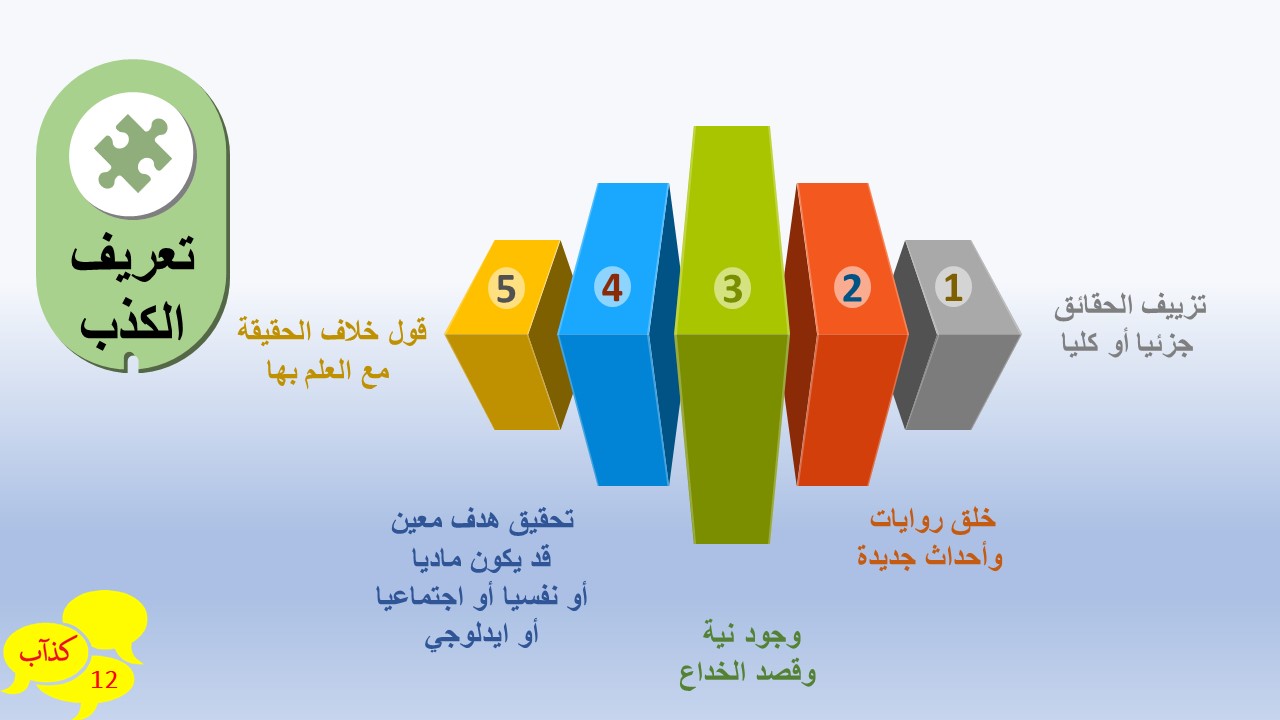 تعريف
الكذب
1
تزييف الحقائق
جزئيا أو كليا
2
خلق روايات
وأحداث جديدة
3
وجود نية
وقصد الخداع
4
تحقيق هدف معين
قد يكون ماديا
أو نفسيا أو اجتماعيا
أو ايدلوجي
5
قول خلاف الحقيقة
مع العلم بها
كذآب
12